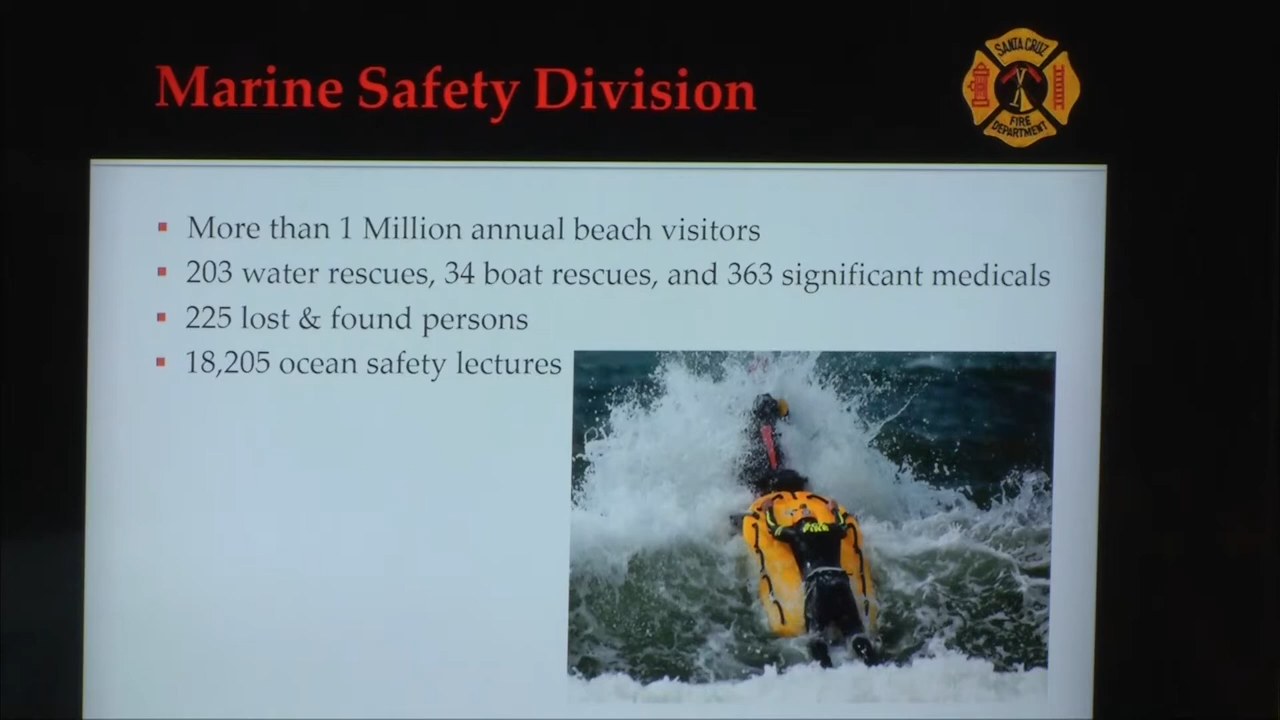 Marine Safety Division
SANTA CRUZ
FIRE
DEPARTMENT
More than 1 Million annual beach visitors
203 water rescues, 34 boat rescues, and 363 significant medicals
225 lost & found persons
18,205 ocean safety lectures
FIRE